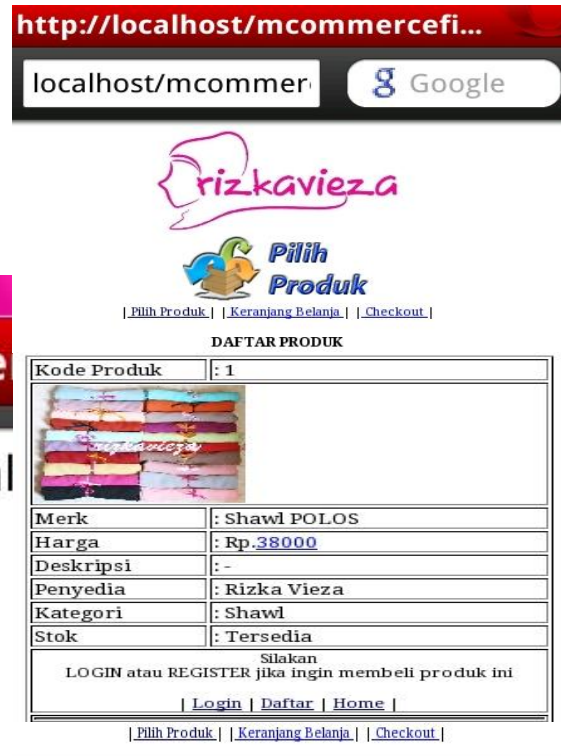 http://localhost/mcommercefi...
localhost/mcommer
Google
rizkavieza
Pilih
Produk
| Pilih Produk | | Keranjang Belanja | | Checkout |
DAFTAR PRODUK
Kode Produk : 1
rizkavieza
Merk : Shawl POLOS
Harga : Rp.38000
Deskripsi : -
Penyedia : Rizka Vieza
Kategori : Shawl
Stok : Tersedia
Silakan
LOGIN atau REGISTER jika ingin membeli produk ini
| Login | Daftar | Home |
| Pilih Produk | | Keranjang Belanja | | Checkout |